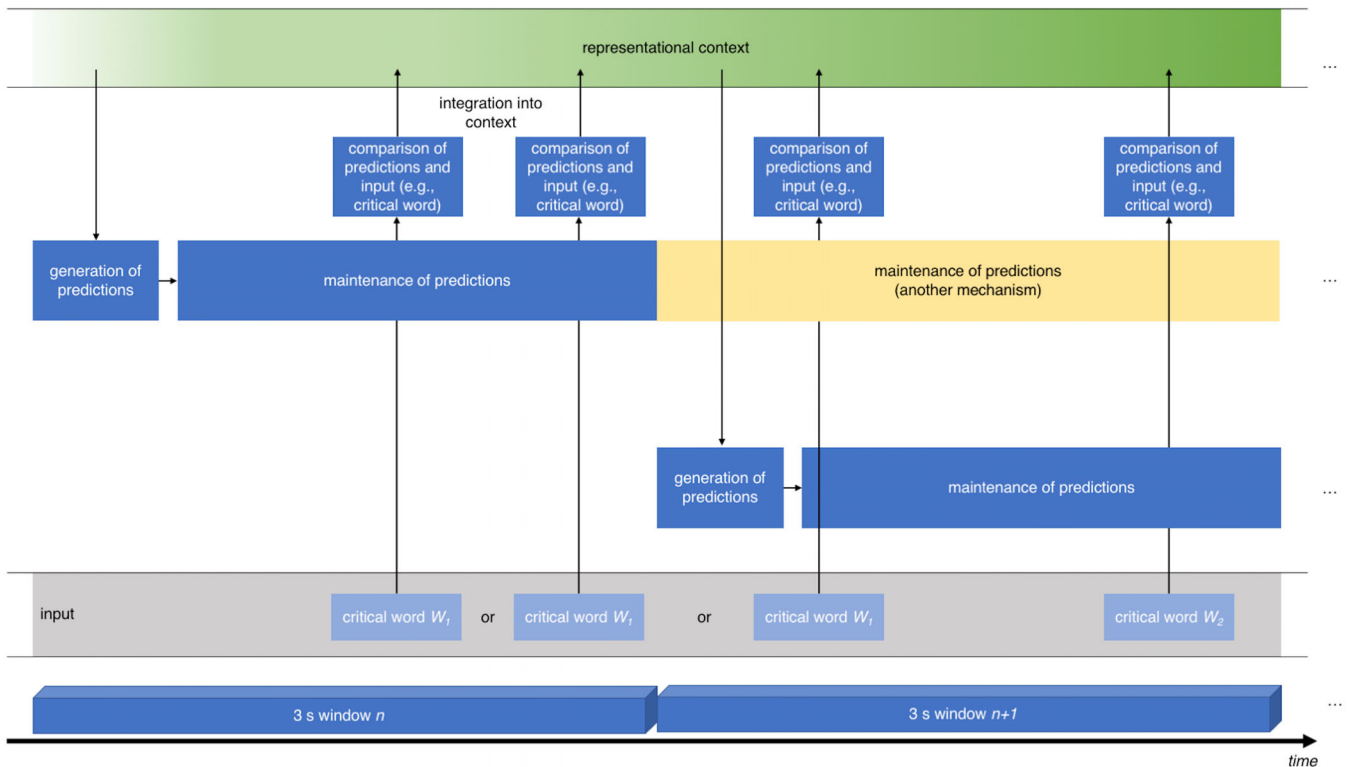 representational context
...
integration into
context
comparison of
predictions and
input (e.g.,
critical word)
comparison of
predictions and
input (e.g.,
critical word)
comparison of
predictions and
input (e.g.,
critical word)
comparison of
predictions and
input (e.g.,
critical word)
generation of
predictions
maintenance of predictions
maintenance of predictions
(another mechanism)
...
generation of
predictions
maintenance of predictions
...
input
critical word W₁
or
critical word W₁
or
critical word W₁
critical word W₂
3 s window n
3 s window n+1
...
time